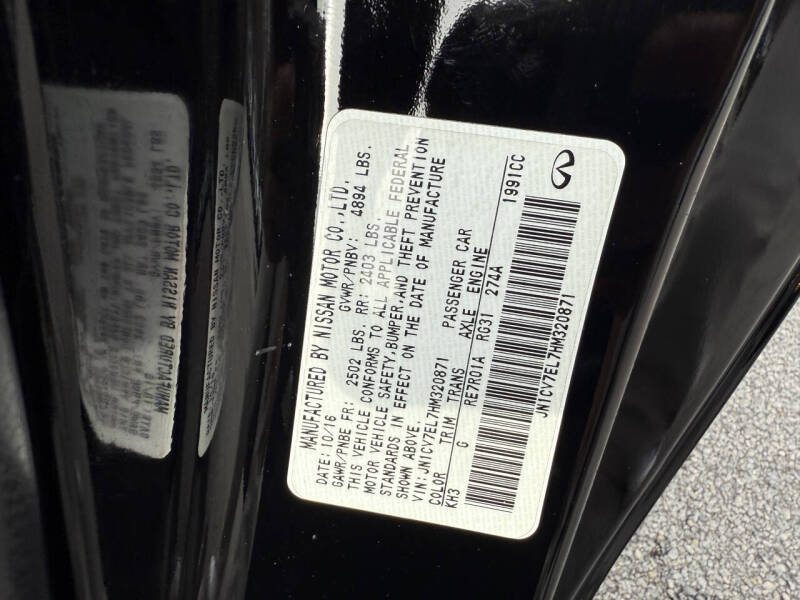 MANUFACTURED BY NISSAN MOTOR CO.,LTD.
DATE: 10/16 GVWR/PNBV: 4894 LBS.
GAWR/PNBE FR: 2502 LBS. RR: 2403 LBS.
THIS VEHICLE CONFORMS TO ALL APPLICABLE FEDERAL
MOTOR VEHICLE SAFETY,BUMPER,AND THEFT PREVENTION
STANDARDS IN EFFECT ON THE DATE OF MANUFACTURE
SHOWN ABOVE.
VIN: JN1CV7EL7HM320871 PASSENGER CAR
COLOR TRIM TRANS AXLE ENGINE
KH3 G RE7R01A RG31 274A 1991CC
JN1CV7EL7HM320871